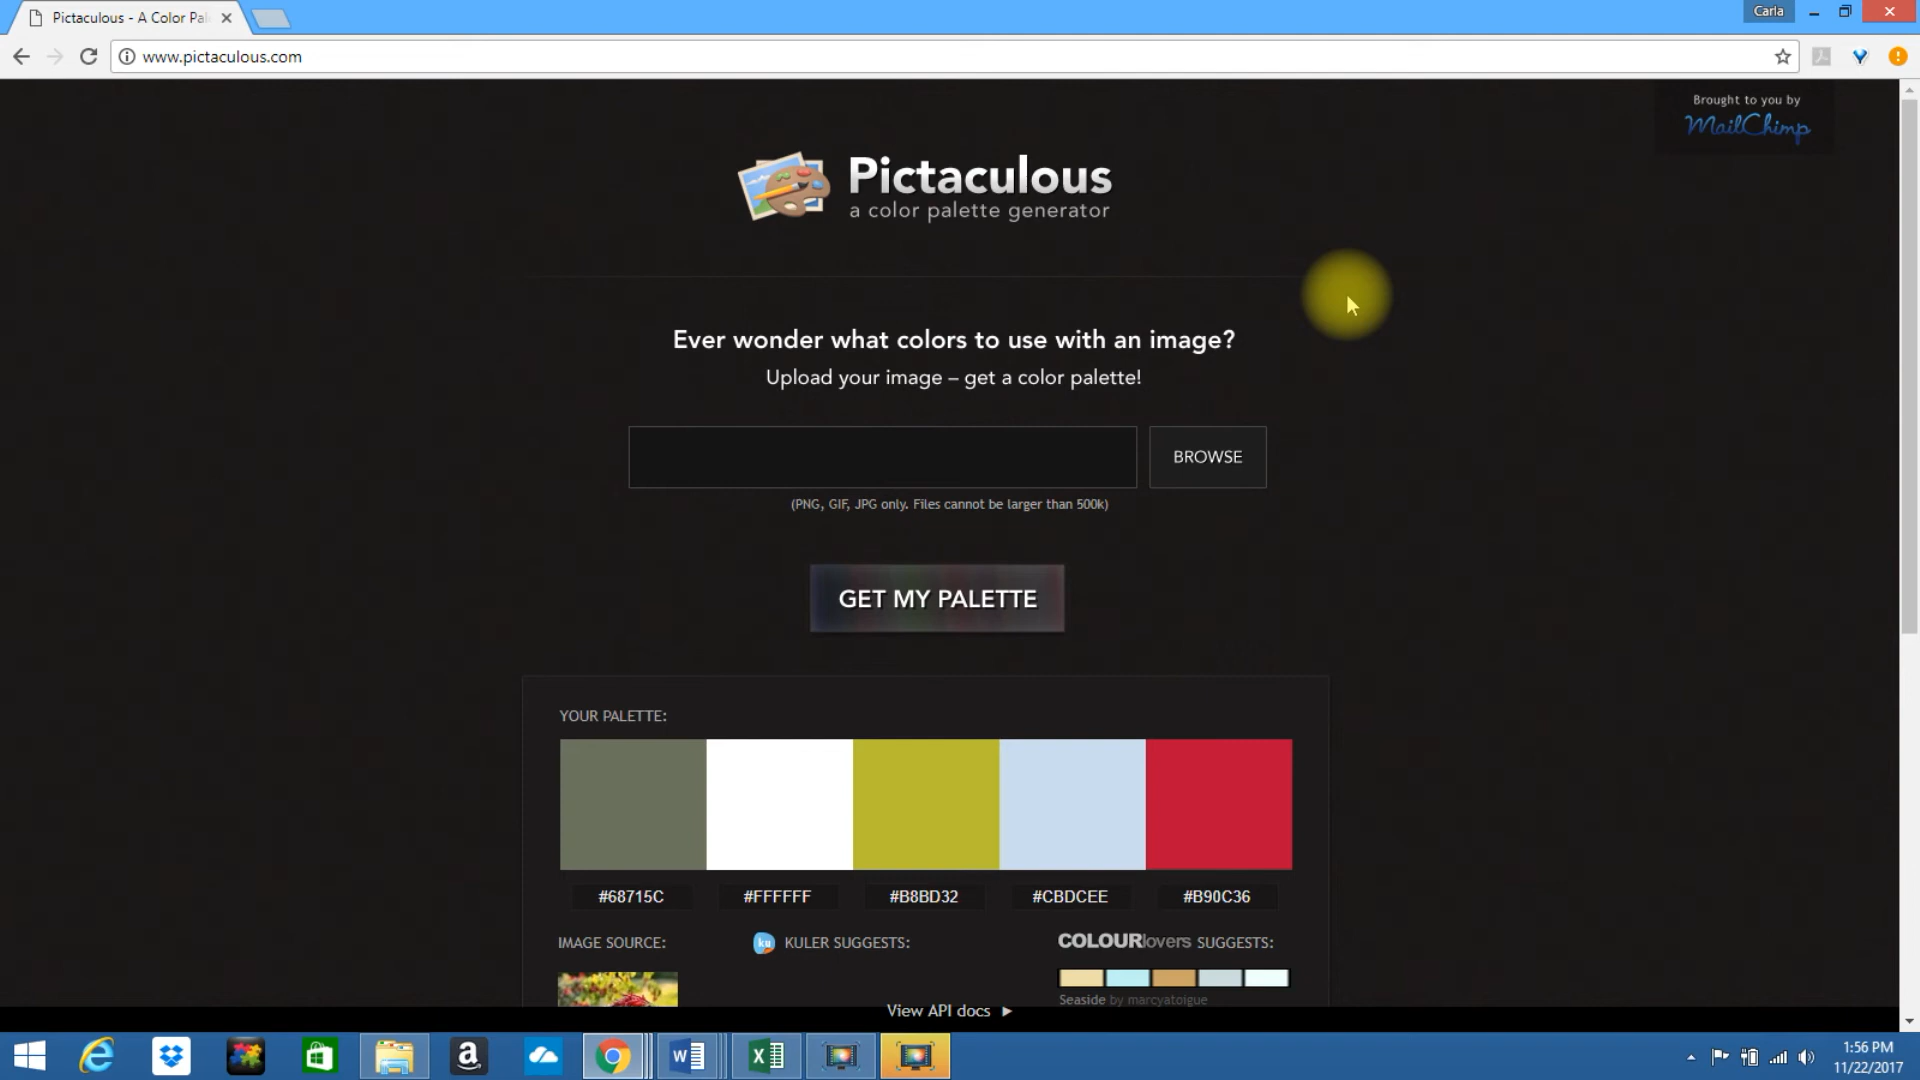 Pictaculous - A Color Pal
Carla
www.pictaculous.com
Brought to you by
MailChimp
Pictaculous
a color palette generator
Ever wonder what colors to use with an image?
Upload your image – get a color palette!
BROWSE
(PNG, GIF, JPG only. Files cannot be larger than 500k)
GET MY PALETTE
YOUR PALETTE:
#68715C #FFFFFF #B8BD32 #CBDCEE #B90C36
IMAGE SOURCE: ku KULER SUGGESTS: COLOURlovers SUGGESTS:
Seaside by marcyatoigue
View API docs ►
1:56 PM
11/22/2017